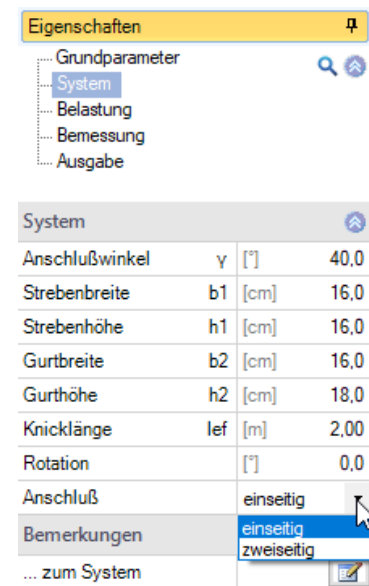 Eigenschaften
Grundparameter
System
Belastung
Bemessung
Ausgabe
System
Anschlußwinkel γ [°] 40,0
Strebenbreite b1 [cm] 16,0
Strebenhöhe h1 [cm] 16,0
Gurtbreite b2 [cm] 16,0
Gurthöhe h2 [cm] 18,0
Knicklänge lef [m] 2,00
Rotation [°] 0,0
Anschluß einseitig
einseitig
Bemerkungen
zweiseitig
... zum System